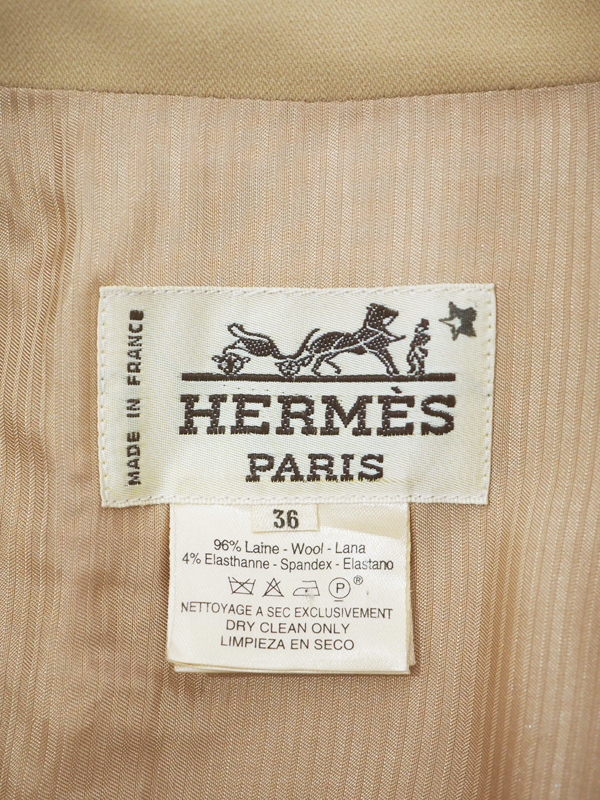 MADE IN FRANCE
HERMÈS
PARIS
36
96% Laine - Wool - Lana
4% Elasthanne - Spandex - Elastano
P®
NETTOYAGE A SEC EXCLUSIVEMENT
DRY CLEAN ONLY
LIMPIEZA EN SECO